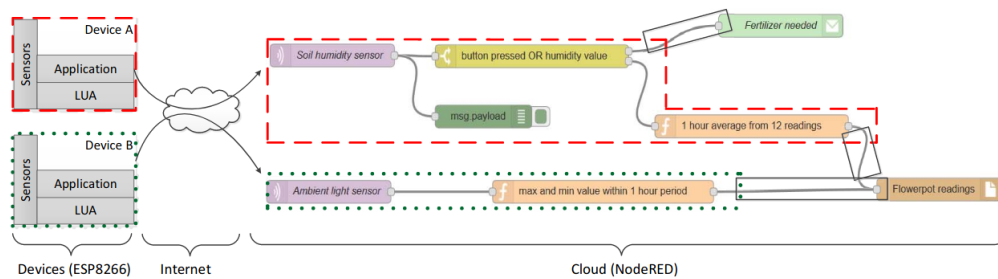 Device A
Sensors
Application
LUA
Device B
Sensors
Application
LUA
Soil humidity sensor
button pressed OR humidity value
Fertilizer needed
msg.payload
f
1 hour average from 12 readings
Ambient light sensor
f
max and min value within 1 hour period
Flowerpot readings
Devices (ESP8266)
Internet
Cloud (NodeRED)